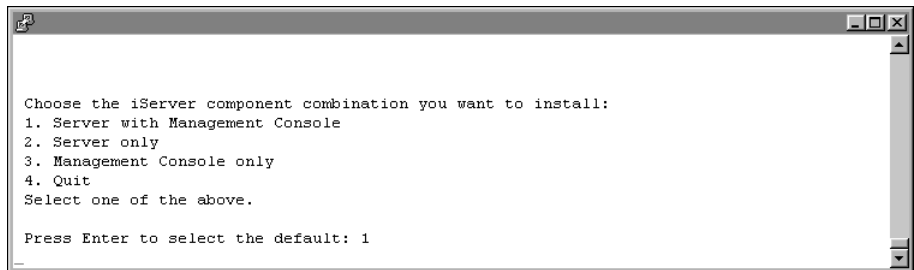 Choose the iServer component combination you want to install:
1. Server with Management Console
2. Server only
3. Management Console only
4. Quit
Select one of the above.
Press Enter to select the default: 1